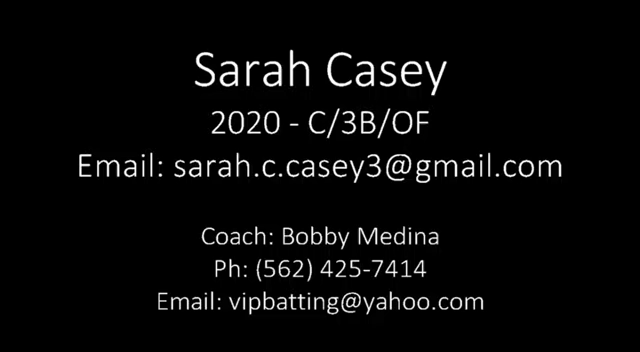 Sarah Casey
2020 - C/3B/OF
Email: sarah.c.casey3@gmail.com
Coach: Bobby Medina
Ph: (562) 425-7414
Email: vipbatting@yahoo.com